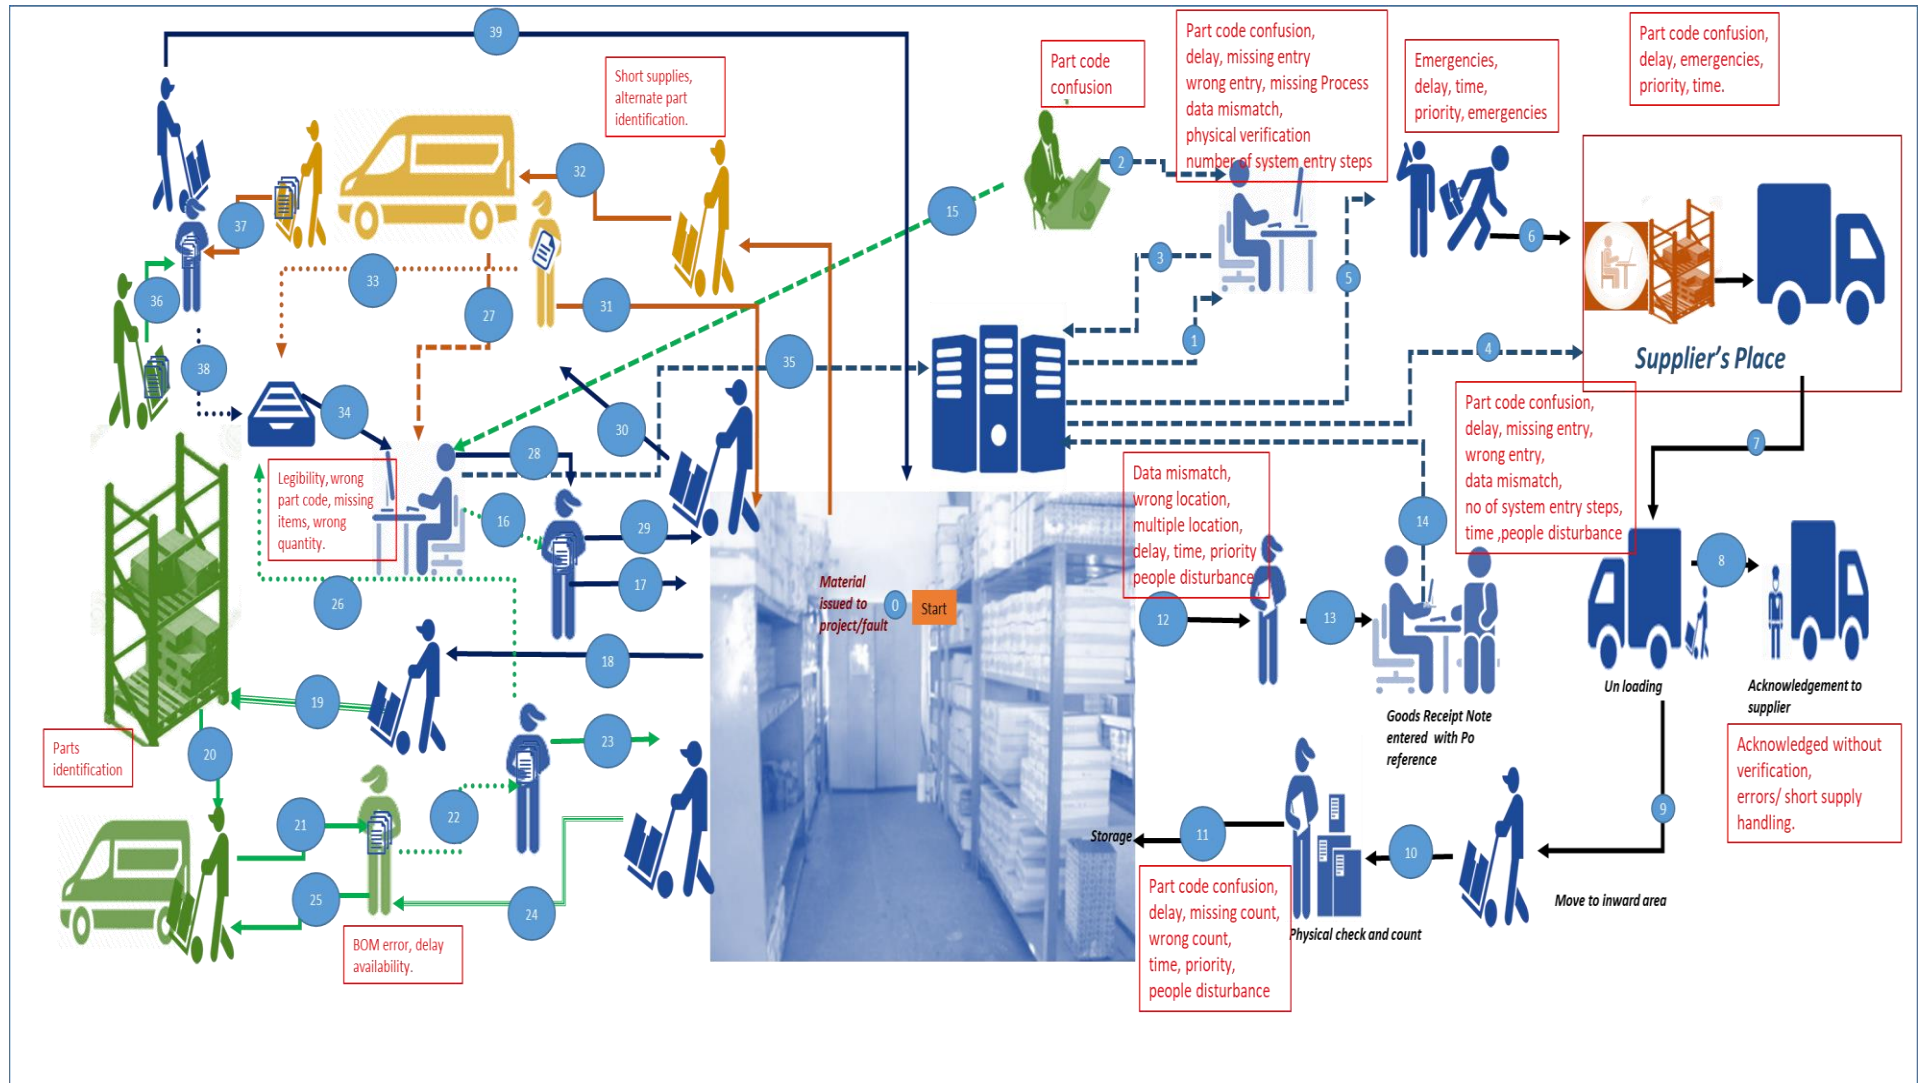 39
Short supplies,
alternate part
identification.
Part code
confusion
Part code confusion,
delay, missing entry
wrong entry, missing Process
data mismatch,
physical verification
number of system entry steps
Emergencies,
delay, time,
priority, emergencies
Part code confusion,
delay, emergencies,
priority, time.
32
2
15
37
33
36
31
27
3
5
6
1
4
Supplier's Place
35
38
34
30
28
Legibility, wrong
part code, missing
items, wrong
quantity.
16
29
17
26
Data mismatch,
wrong location,
multiple location,
delay, time, priority
people disturbance
Part code confusion,
delay, missing entry,
wrong entry,
data mismatch,
no of system entry steps,
time ,people disturbance
7
14
8
Material
issued to
project/fault
0
Start
12
13
18
19
Un loading
Acknowledgement to
supplier
Goods Receipt Note
entered with Po
reference
Parts
identification
20
23
Acknowledged without
verification,
errors/ short supply
handling.
21
22
9
Storage
11
10
25
24
Move to inward area
Physical check and count
BOM error, delay
availability.
Part code confusion,
delay, missing count,
wrong count,
time, priority,
people disturbance